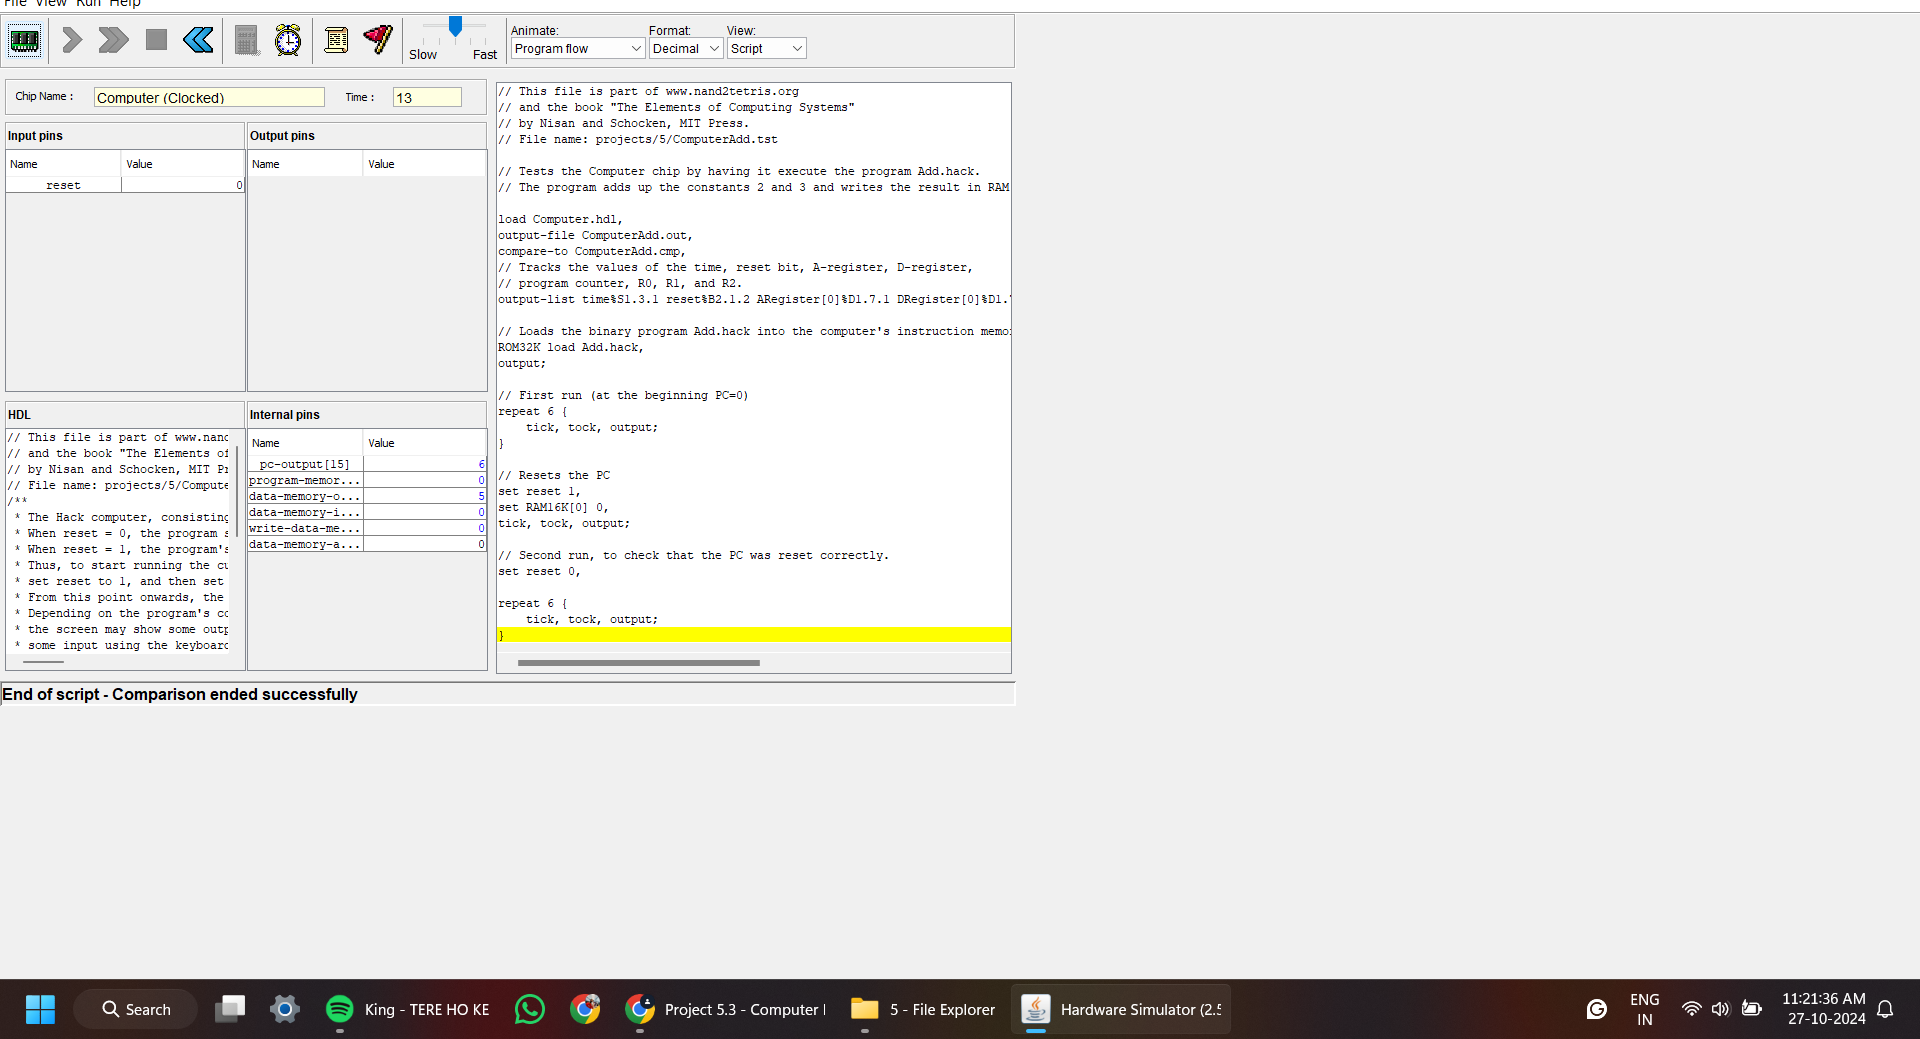 File View Run Help
Slow Fast
Animate:
Program flow
Format:
Decimal
View:
Script
Chip Name : Computer (Clocked) Time : 13
Input pins
Name Value
reset 0
Output pins
Name Value
HDL
// This file is part of www.nand
// and the book "The Elements of
// by Nisan and Schocken, MIT Pr
// File name: projects/5/Compute
/**
* The Hack computer, consisting
* When reset = 0, the program s
* When reset = 1, the program's
* Thus, to start running the cu
* set reset to 1, and then set
* From this point onwards, the
* Depending on the program's co
* the screen may show some outp
* some input using the keyboard
Internal pins
Name Value
pc-output[15] 6
program-memor... 0
data-memory-o... 5
data-memory-i... 0
write-data-me... 0
data-memory-a... 0
// This file is part of www.nand2tetris.org
// and the book "The Elements of Computing Systems"
// by Nisan and Schocken, MIT Press.
// File name: projects/5/ComputerAdd.tst
// Tests the Computer chip by having it execute the program Add.hack.
// The program adds up the constants 2 and 3 and writes the result in RAM
load Computer.hdl,
output-file ComputerAdd.out,
compare-to ComputerAdd.cmp,
// Tracks the values of the time, reset bit, A-register, D-register,
// program counter, R0, R1, and R2.
output-list time%S1.3.1 reset%B2.1.2 ARegister[0]%D1.7.1 DRegister[0]%D1.7
// Loads the binary program Add.hack into the computer's instruction memo
ROM32K load Add.hack,
output;
// First run (at the beginning PC=0)
repeat 6 {
tick, tock, output;
}
// Resets the PC
set reset 1,
set RAM16K[0] 0,
tick, tock, output;
// Second run, to check that the PC was reset correctly.
set reset 0,
repeat 6 {
tick, tock, output;
}
End of script - Comparison ended successfully
Search
King - TERE HO KE
Project 5.3 - Computer
5 - File Explorer
Hardware Simulator (2.5
ENG
IN
11:21:36 AM
27-10-2024